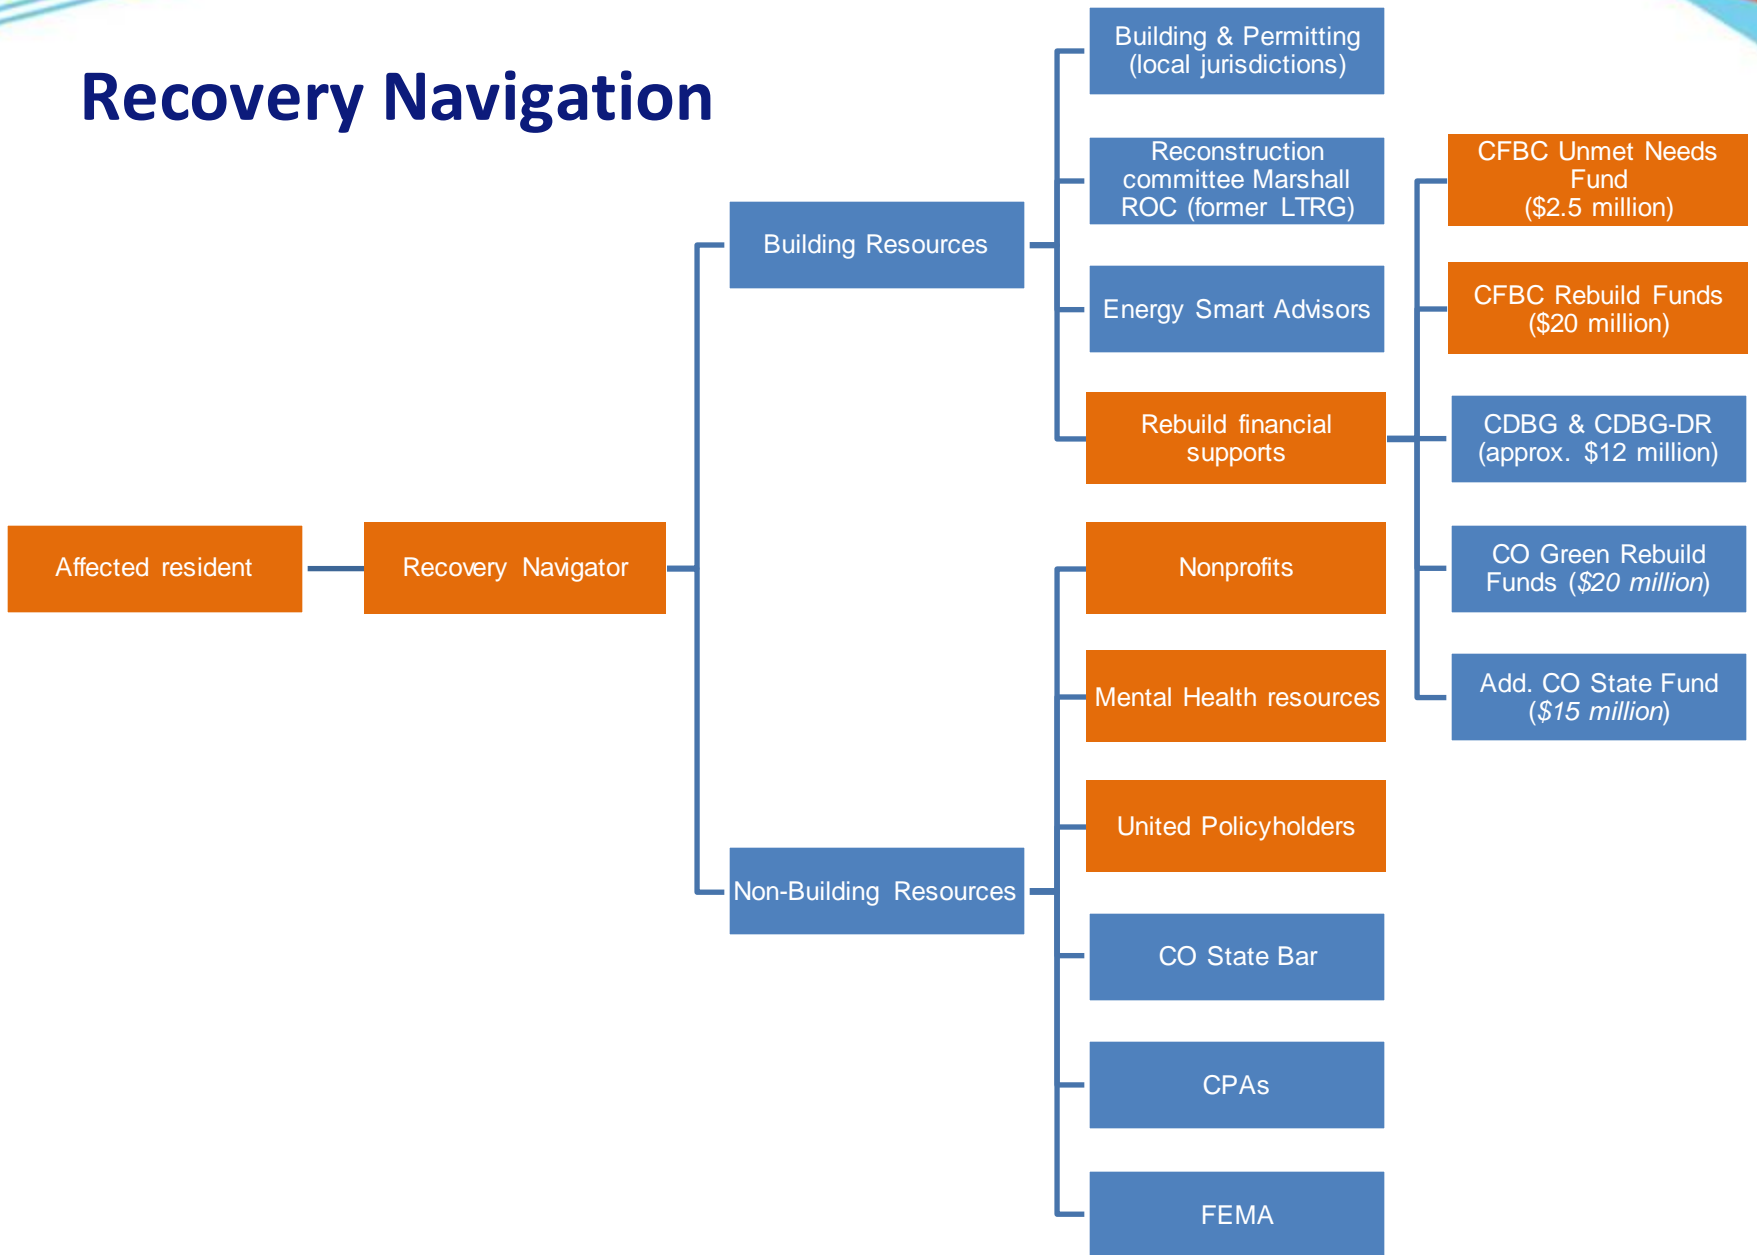 Recovery Navigation
Affected resident
Recovery Navigator
Building Resources
Non-Building Resources
Building & Permitting
(local jurisdictions)
Reconstruction
committee Marshall
ROC (former LTRG)
Energy Smart Advisors
Rebuild financial
supports
Nonprofits
Mental Health resources
United Policyholders
CO State Bar
CPAs
FEMA
CFBC Unmet Needs
Fund
($2.5 million)
CFBC Rebuild Funds
($20 million)
CDBG & CDBG-DR
(approx. $12 million)
CO Green Rebuild
Funds ($20 million)
Add. CO State Fund
($15 million)